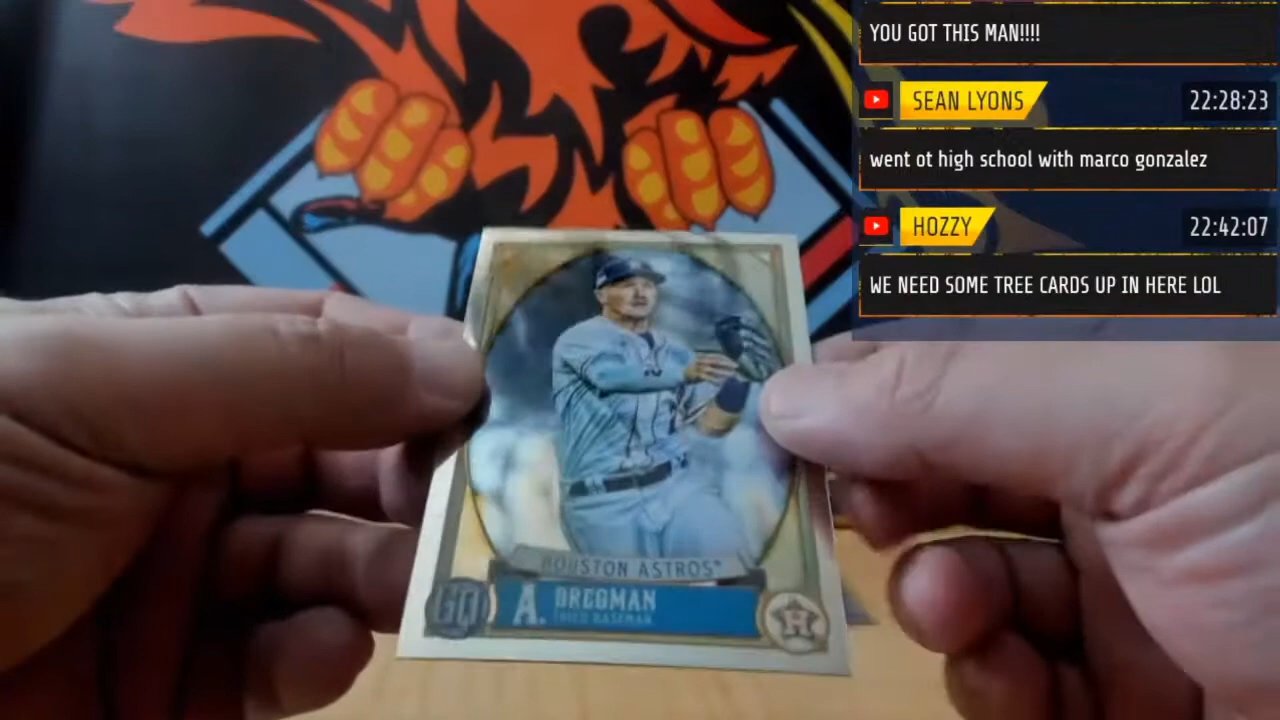 YOU GOT THIS MAN!!!!
SEAN LYONS 22:28:23
went ot high school with marco gonzalez
HOZZY 22:42:07
WE NEED SOME TREE CARDS UP IN HERE LOL
HOUSTON ASTROS
GQ A. BREGMAN
THIRD BASEMAN
H